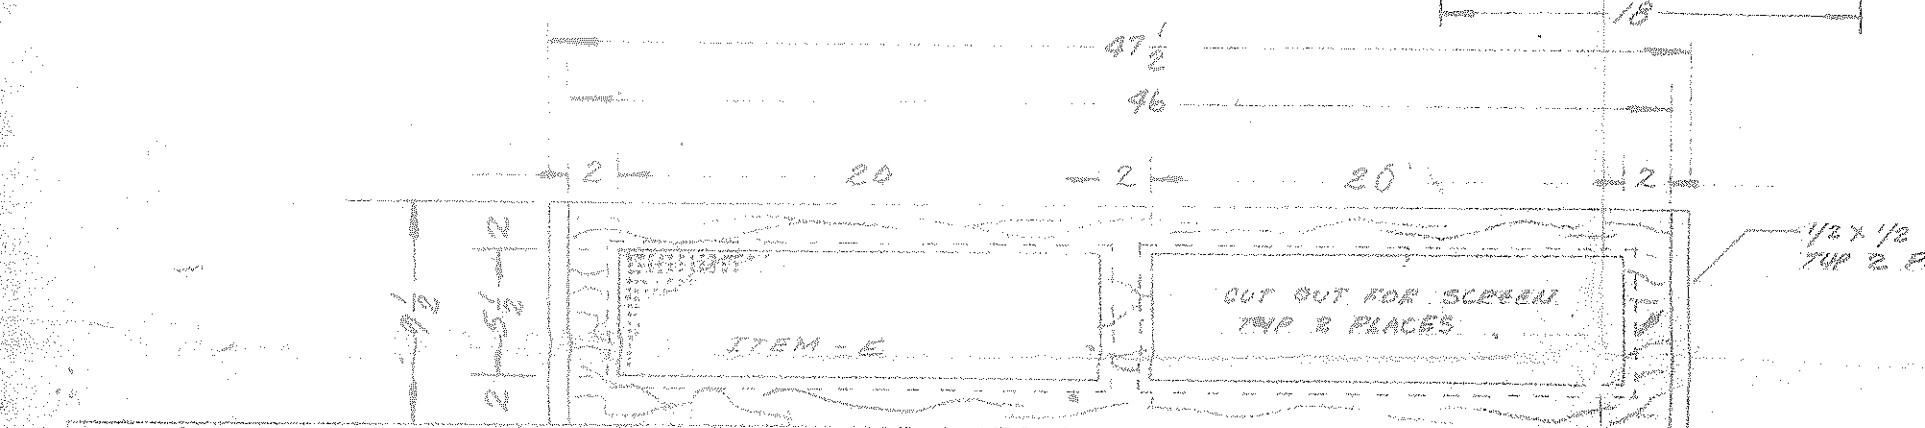 18
47 1/2
46
2 20 2 20 2
2
5 1/2
2
9 1/2
1/2 x 1/2
TYP 2 P
CUT OUT FOR SCREEN
TYP 2 PLACES
ITEM - E